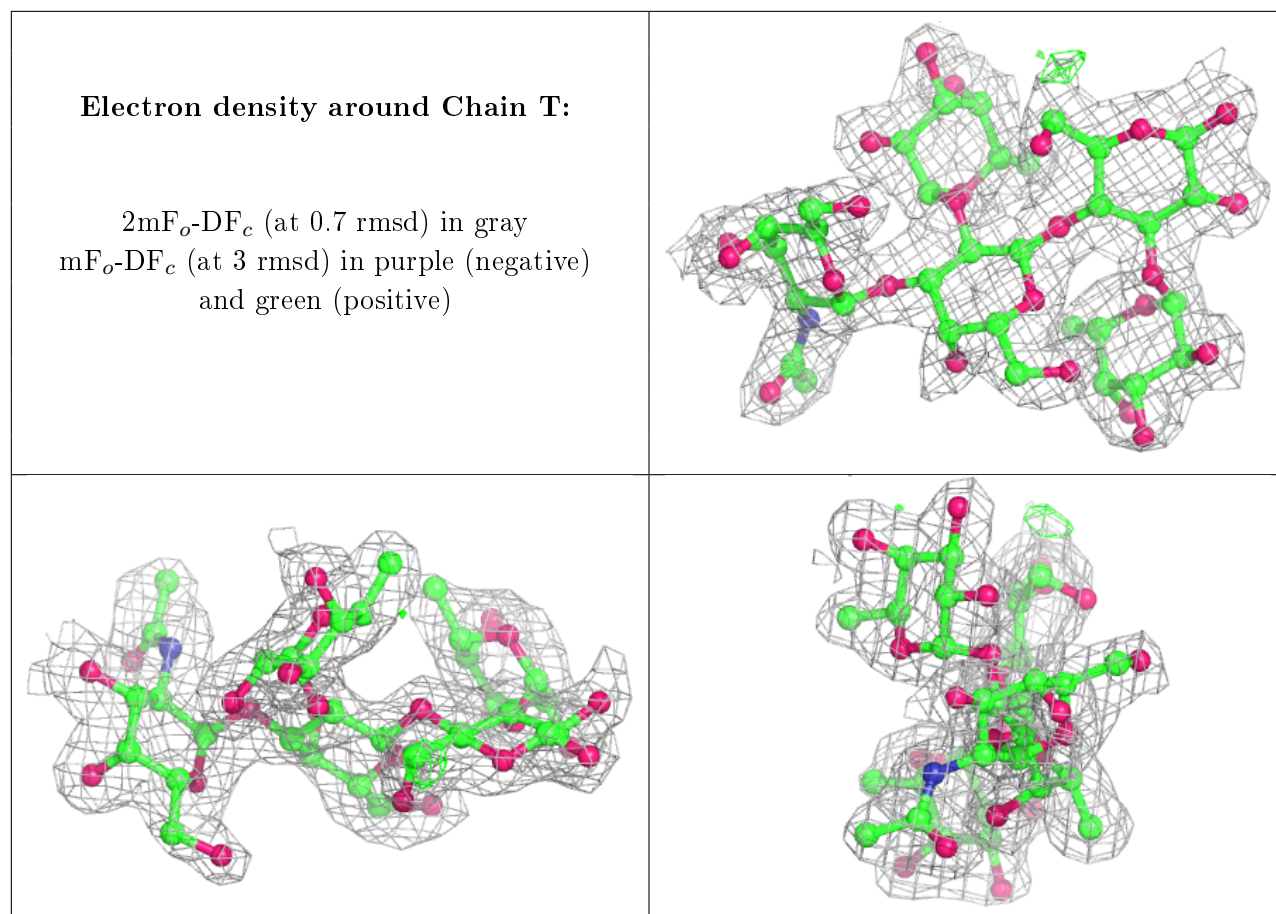 Electron density around Chain T:
2mFo-DFc (at 0.7 rmsd) in gray
mFo-DFc (at 3 rmsd) in purple (negative)
and green (positive)